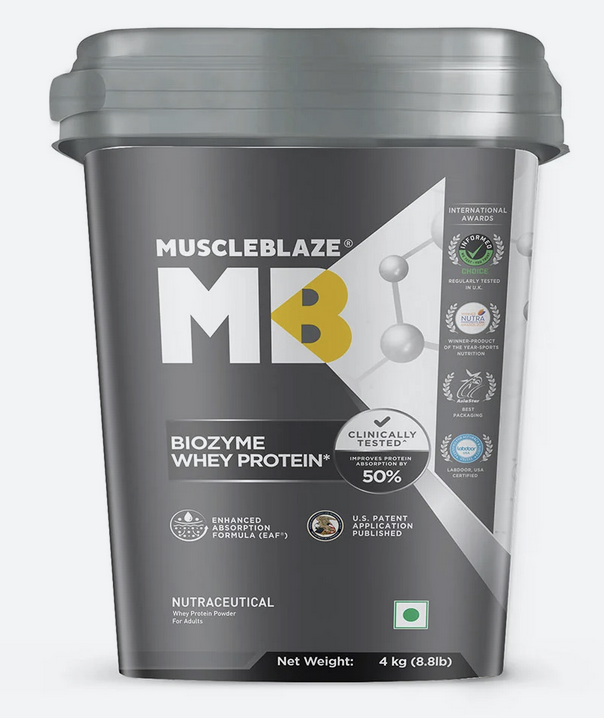 MUSCLEBLAZE®
MB
BIOZYME
WHEY PROTEIN*
CLINICALLY
TESTED^
IMPROVES PROTEIN
ABSORPTION BY
50%
ENHANCED
ABSORPTION
FORMULA (EAF®)
U.S. PATENT
APPLICATION
PUBLISHED
NUTRACEUTICAL
Whey Protein Powder
For Adults
Net Weight: 4 kg (8.8lb)
INTERNATIONAL
AWARDS
INFORMED
CHOICE
REGULARLY TESTED
IN U.K.
NUTRA
WINNER-PRODUCT
OF THE YEAR-SPORTS
NUTRITION
AsiaStar
BEST
PACKAGING
labdoor
LABDOOR, USA
CERTIFIED